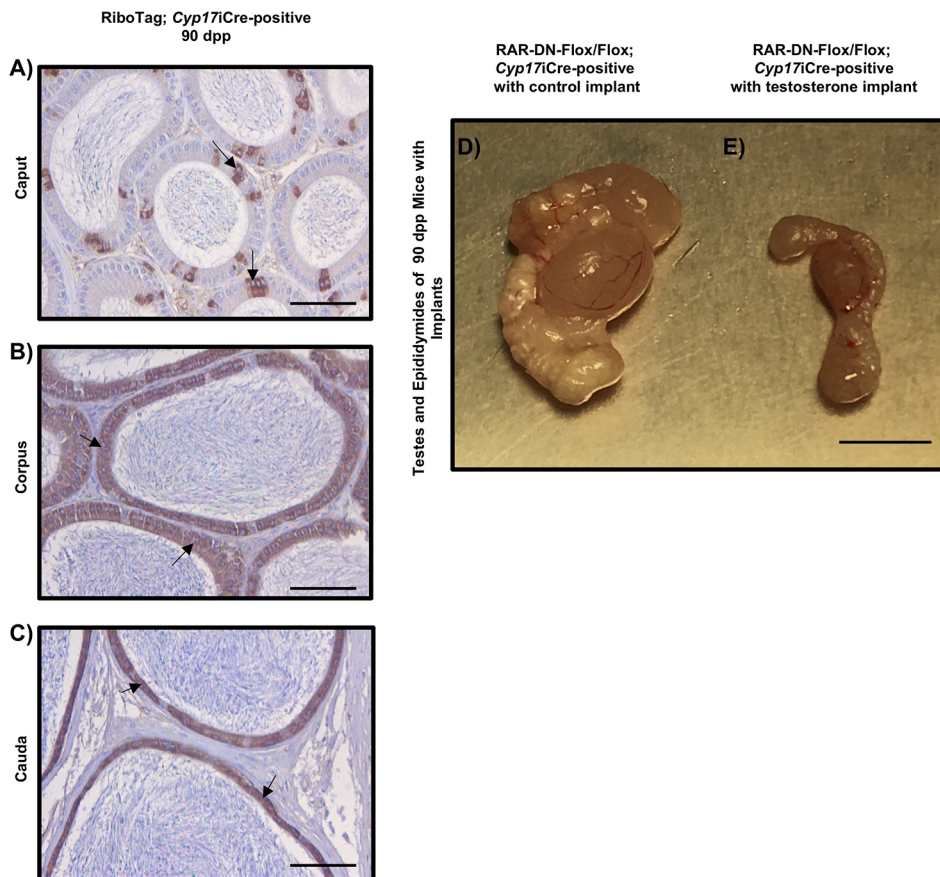 RiboTag; Cyp17iCre-positive
90 dpp
A)
Caput
B)
Corpus
C)
Cauda
RAR-DN-Flox/Flox;
Cyp17iCre-positive
with control implant
RAR-DN-Flox/Flox;
Cyp17iCre-positive
with testosterone implant
Testes and Epididymides of 90 dpp Mice with
Implants
D)
E)